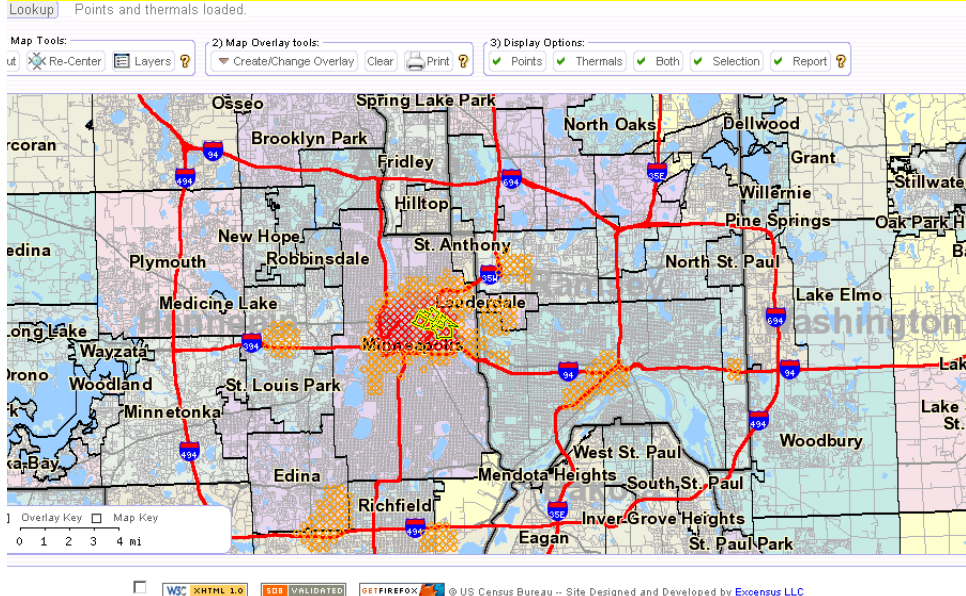 Lookup Points and thermals loaded.
Map Tools: 2) Map Overlay tools: 3) Display Options:
ut Re-Center Layers ? Create/Change Overlay Clear Print ? Points Thermals Both Selection Report ?
Osseo Spring Lake Park
Brooklyn Park North Oaks Dellwood
rcoran 94 Fridley Grant
494 694 35E Willernie Stillwate
Hilltop Pine Springs Oak Park H
New Hope St. Anthony
edina Plymouth Robbinsdale North St. Paul Ba
35W Ramsey
Medicine Lake Lauderdale Lake Elmo
Long Lake Hennepin 694 Washington
Wayzata 394 Minneapolis
Orono Woodland 94 94 Lak
St. Louis Park
Minnetonka Lake
494 St.
494 Woodbury
West St. Paul
ka-Bay
Edina Mendota Heights South St. Paul
Richfield 35E
Overlay Key Map Key 494 Inver Grove Heights
0 1 2 3 4 mi Eagan St. Paul Park
W3C XHTML 1.0 508 VALIDATED GETFIREFOX © US Census Bureau -- Site Designed and Developed by Excensus LLC